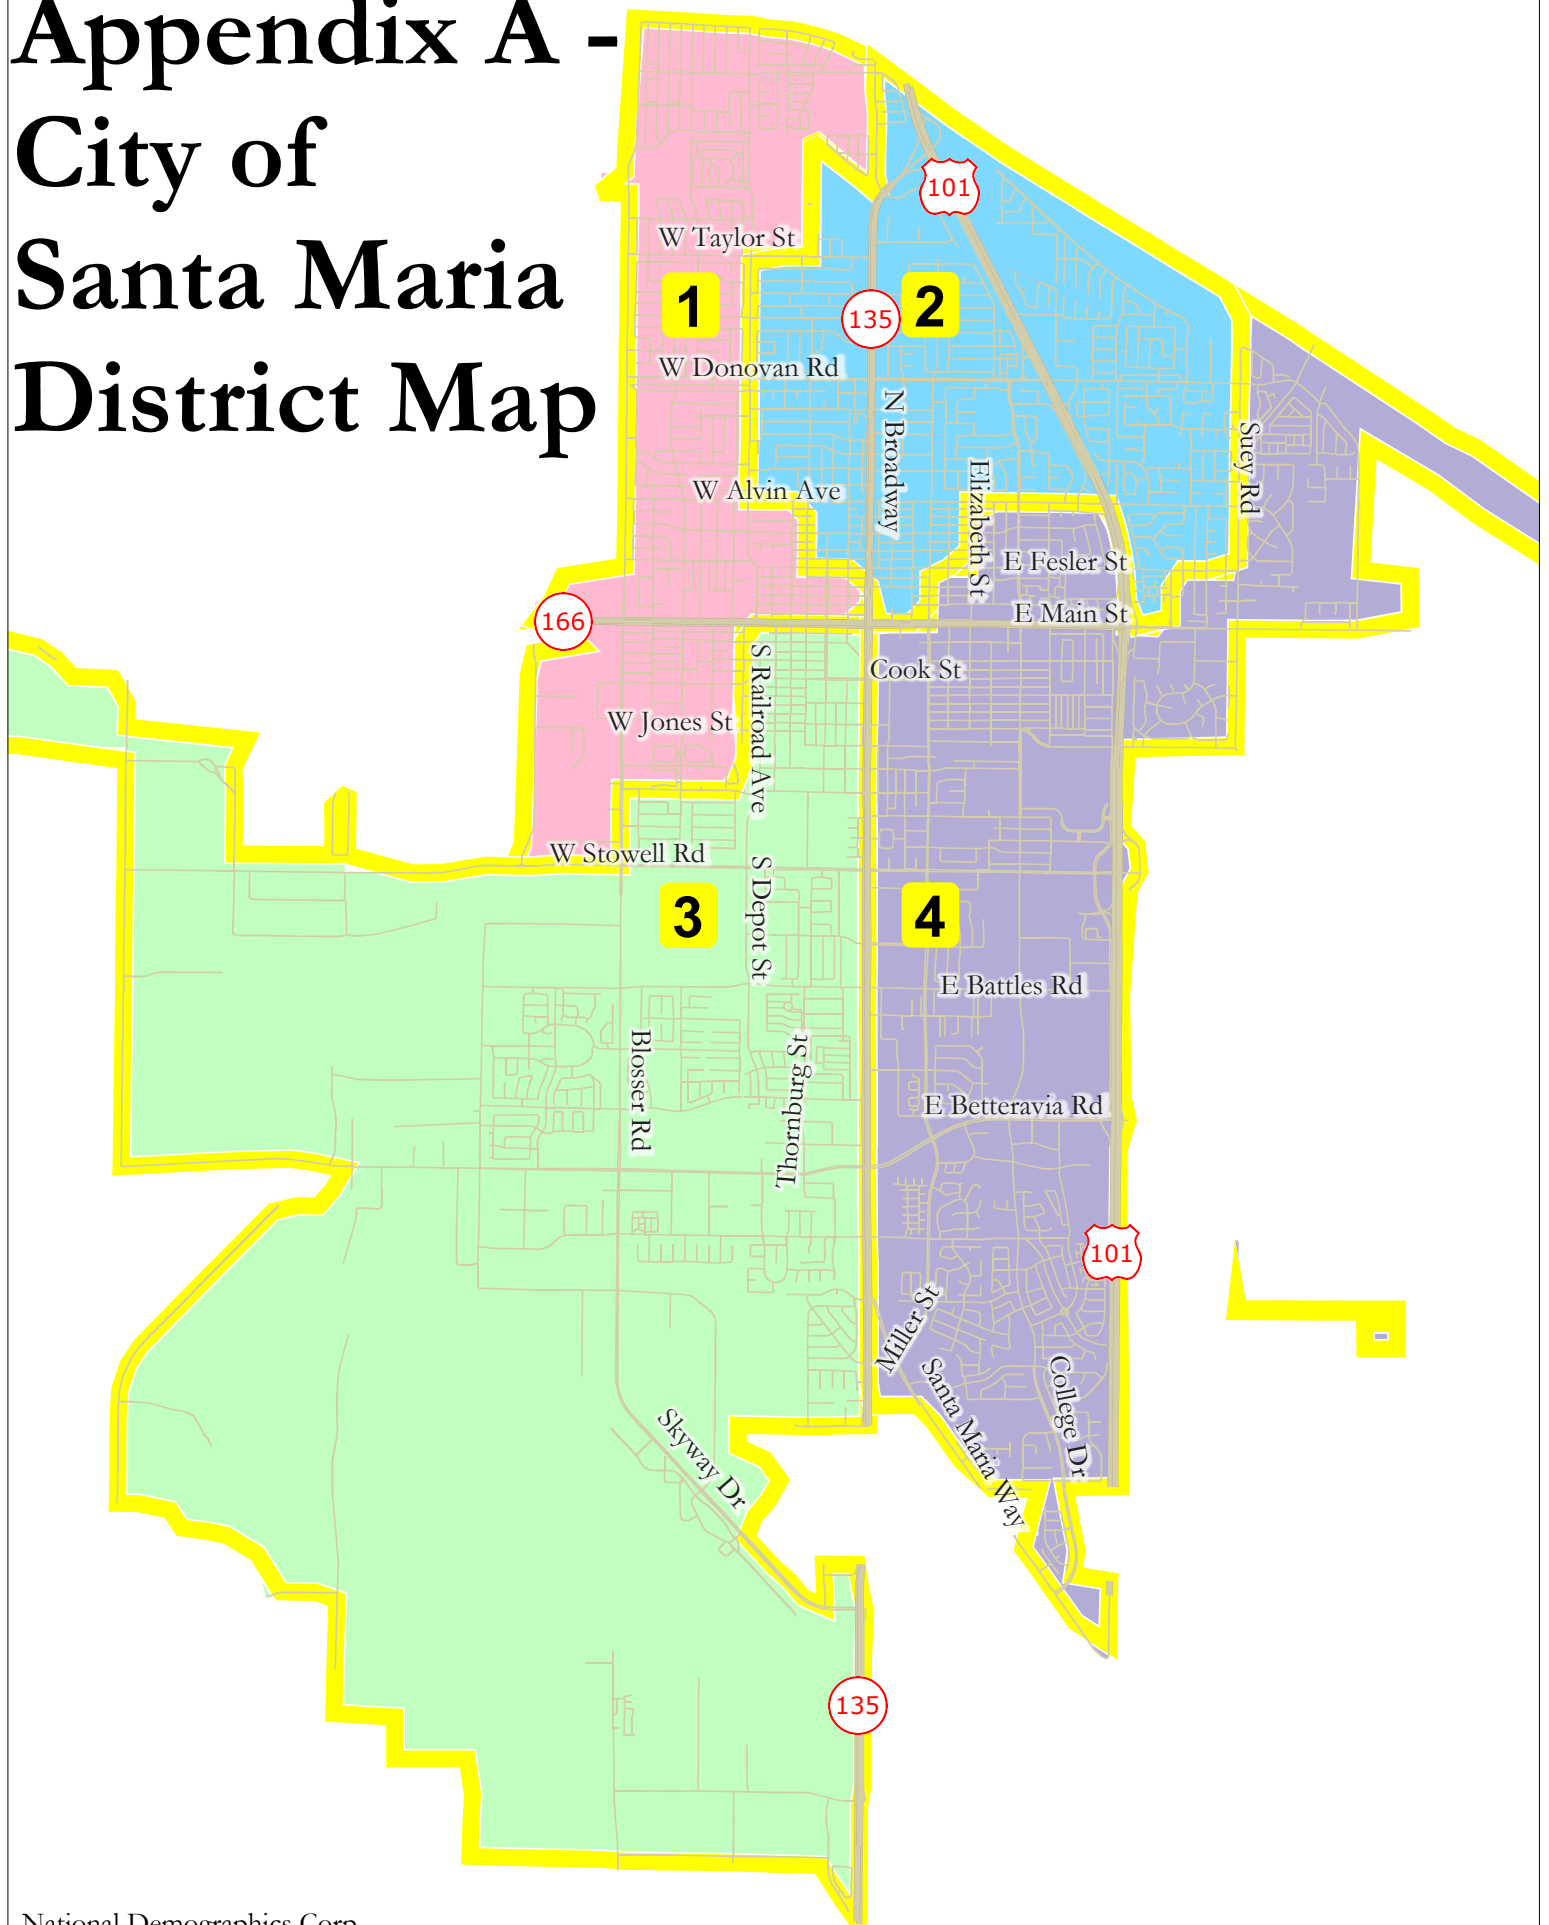 Appendix A -
City of
Santa Maria
District Map
101
W Taylor St
1
135
2
W Donovan Rd
N Broadway
Suey Rd
W Alvin Ave
Elizabeth St
E Fesler St
E Main St
166
S Railroad Ave
Cook St
W Jones St
W Stowell Rd
S Depot St
3
4
E Battles Rd
Blosser Rd
Thornburg St
E Betteravia Rd
101
Miller St
Santa Maria Way
College Dr
Skyway Dr
135
National Demographics Corp